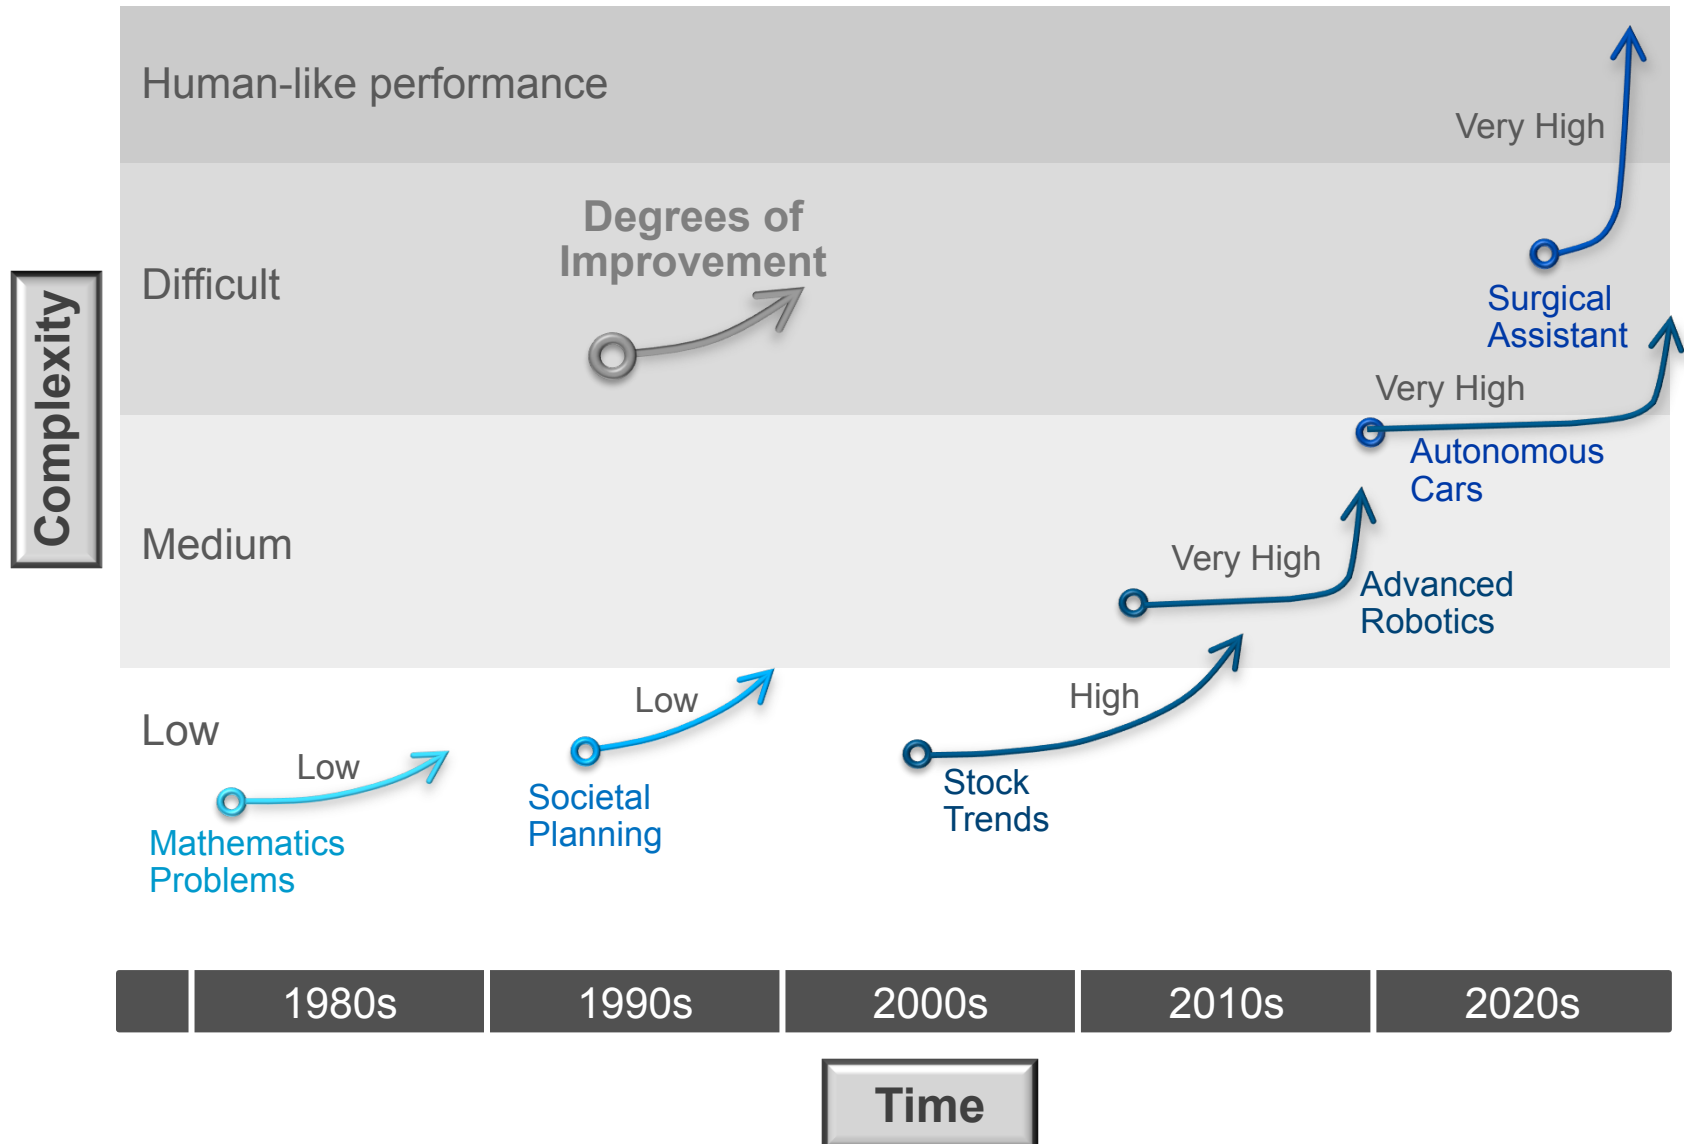 Human-like performance
Very High
Degrees of
Improvement
Difficult
Surgical
Assistant
Complexity
Very High
Autonomous
Cars
Medium
Very High
Advanced
Robotics
Low
High
Low
Low
Societal
Planning
Stock
Trends
Mathematics
Problems
1980s
1990s
2000s
2010s
2020s
Time